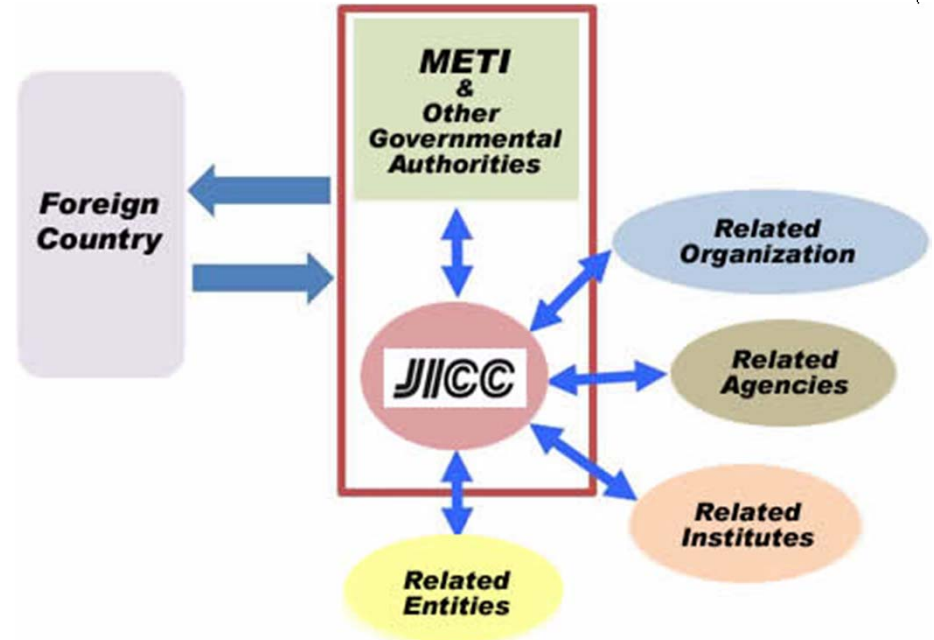 METI
&
Other
Governmental
Authorities
Foreign
Country
Related
Organization
JICC
Related
Agencies
Related
Institutes
Related
Entities